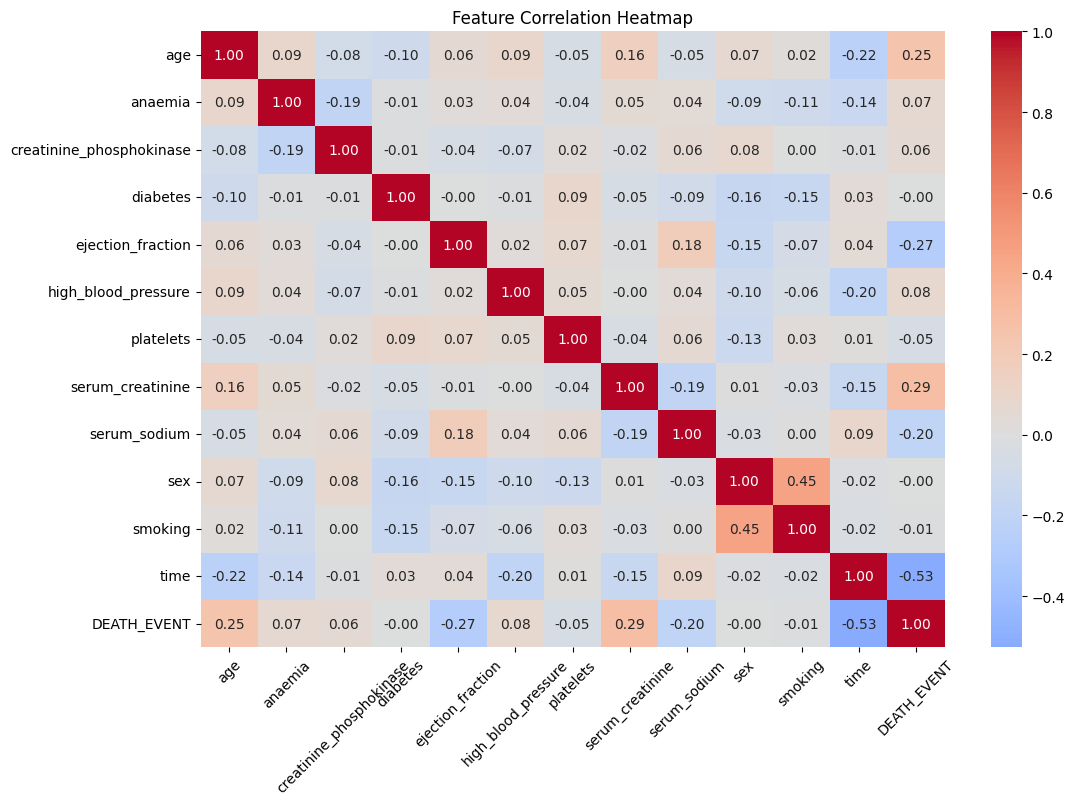 Feature Correlation Heatmap
age 1.00 0.09 -0.08 -0.10 0.06 0.09 -0.05 0.16 -0.05 0.07 0.02 -0.22 0.25
anaemia 0.09 1.00 -0.19 -0.01 0.03 0.04 -0.04 0.05 0.04 -0.09 -0.11 -0.14 0.07
creatinine_phosphokinase -0.08 -0.19 1.00 -0.01 -0.04 -0.07 0.02 -0.02 0.06 0.08 0.00 -0.01 0.06
diabetes -0.10 -0.01 -0.01 1.00 -0.00 -0.01 0.09 -0.05 -0.09 -0.16 -0.15 0.03 -0.00
ejection_fraction 0.06 0.03 -0.04 -0.00 1.00 0.02 0.07 -0.01 0.18 -0.15 -0.07 0.04 -0.27
high_blood_pressure 0.09 0.04 -0.07 -0.01 0.02 1.00 0.05 -0.00 0.04 -0.10 -0.06 -0.20 0.08
platelets -0.05 -0.04 0.02 0.09 0.07 0.05 1.00 -0.04 0.06 -0.13 0.03 0.01 -0.05
serum_creatinine 0.16 0.05 -0.02 -0.05 -0.01 -0.00 -0.04 1.00 -0.19 0.01 -0.03 -0.15 0.29
serum_sodium -0.05 0.04 0.06 -0.09 0.18 0.04 0.06 -0.19 1.00 -0.03 0.00 0.09 -0.20
sex 0.07 -0.09 0.08 -0.16 -0.15 -0.10 -0.13 0.01 -0.03 1.00 0.45 -0.02 -0.00
smoking 0.02 -0.11 0.00 -0.15 -0.07 -0.06 0.03 -0.03 0.00 0.45 1.00 -0.02 -0.01
time -0.22 -0.14 -0.01 0.03 0.04 -0.20 0.01 -0.15 0.09 -0.02 -0.02 1.00 -0.53
DEATH_EVENT 0.25 0.07 0.06 -0.00 -0.27 0.08 -0.05 0.29 -0.20 -0.00 -0.01 -0.53 1.00
age
anaemia
creatinine_phosphokinase
diabetes
ejection_fraction
high_blood_pressure
platelets
serum_creatinine
serum_sodium
sex
smoking
time
DEATH_EVENT
1.0
0.8
0.6
0.4
0.2
0.0
−0.2
−0.4